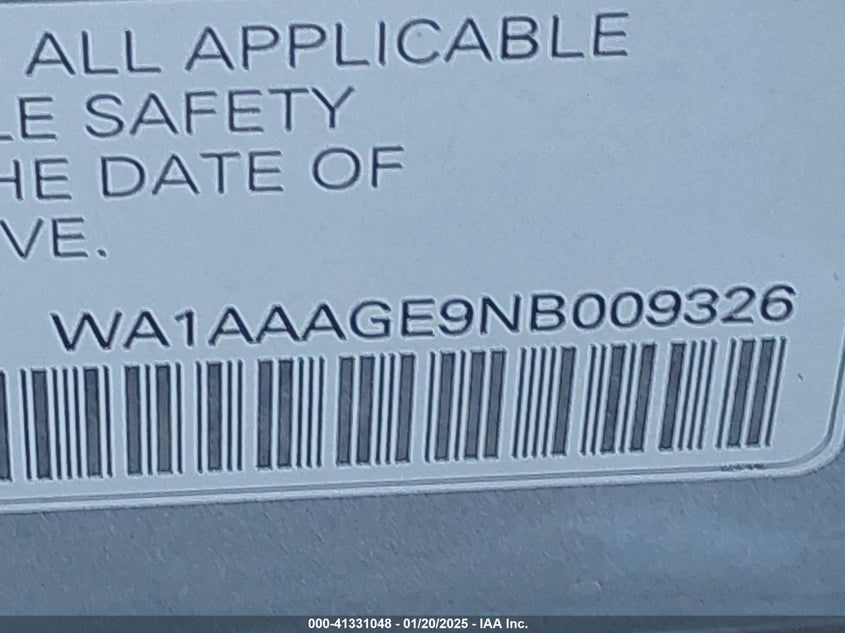 ALL APPLICABLE
LE SAFETY
HE DATE OF
VE.
WA1AAAGE9NB009326
000-41331048 - 01/20/2025 - IAA Inc.